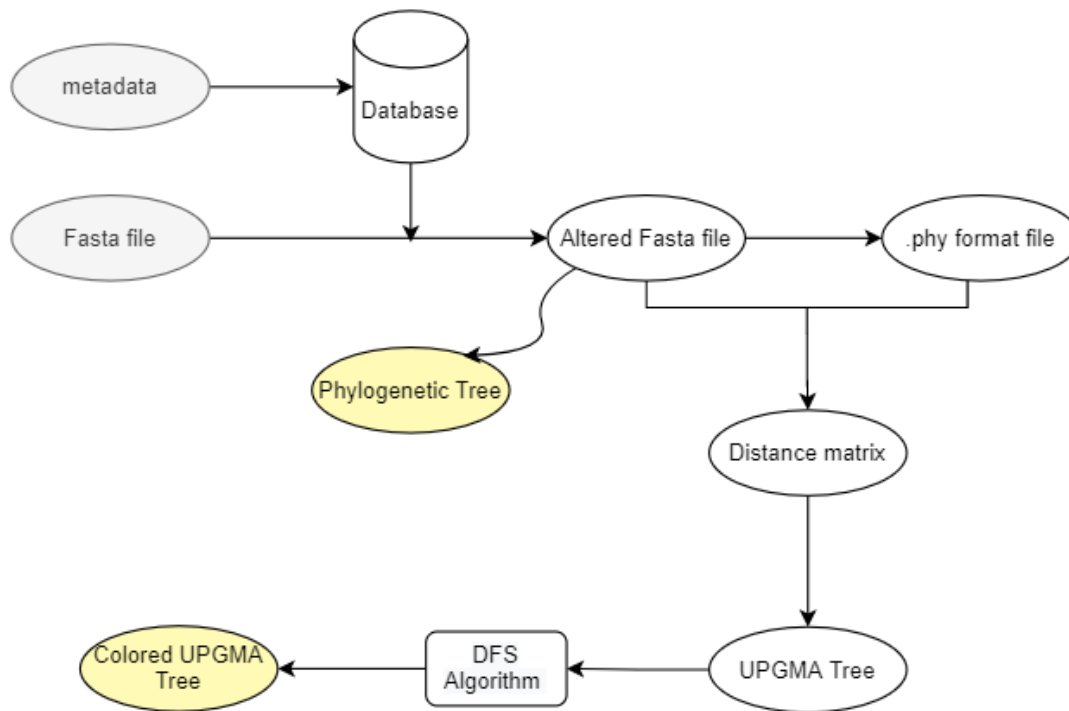 metadata
Database
Fasta file
Altered Fasta file
.phy format file
Phylogenetic Tree
Distance matrix
Colored UPGMA
Tree
DFS
Algorithm
UPGMA Tree